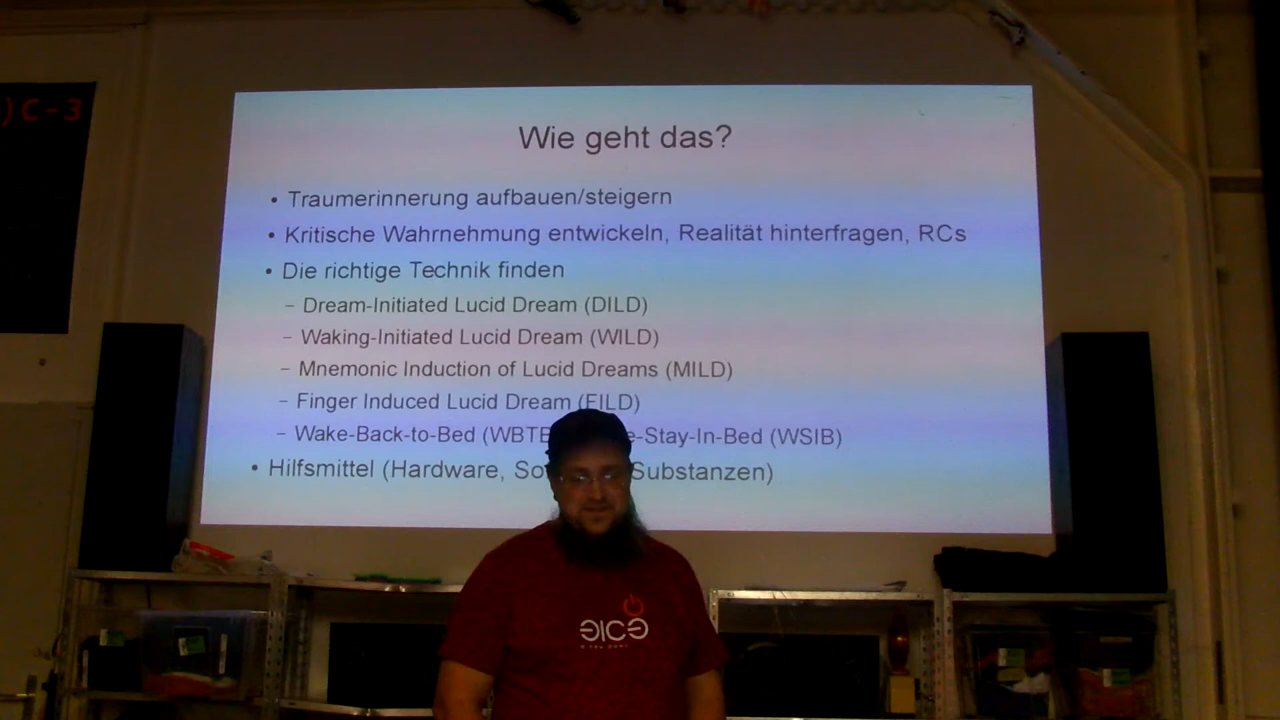 )C-3
Wie geht das?
• Traumerinnerung aufbauen/steigern
• Kritische Wahrnehmung entwickeln, Realität hinterfragen, RCs
• Die richtige Technik finden
– Dream-Initiated Lucid Dream (DILD)
– Waking-Initiated Lucid Dream (WILD)
– Mnemonic Induction of Lucid Dreams (MILD)
– Finger Induced Lucid Dream (FILD)
– Wake-Back-to-Bed (WBTB -Stay-In-Bed (WSIB)
• Hilfsmittel (Hardware, Substanzen)